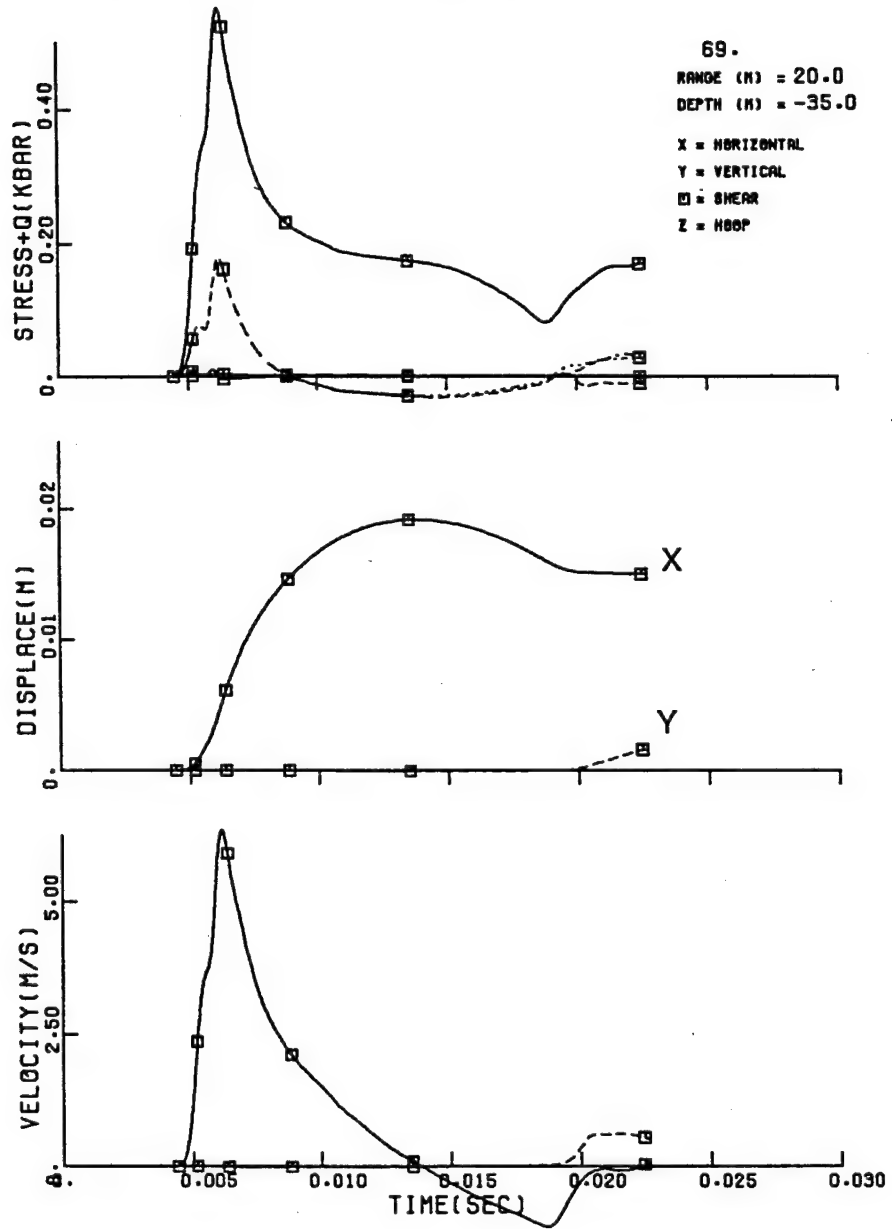 69.
RANGE (M) = 20.0
DEPTH (M) = -35.0
X = HORIZONTAL
Y = VERTICAL
= SHEAR
Z = HOOP
STRESS+Q(KBAR)
0.40
0.20
0.
DISPLACE(M)
0.02
0.01
0.
X
Y
VELOCITY(M/S)
5.00
2.50
0.
0.
0.005
0.010
0.015
0.020
0.025
0.030
TIME(SEC)